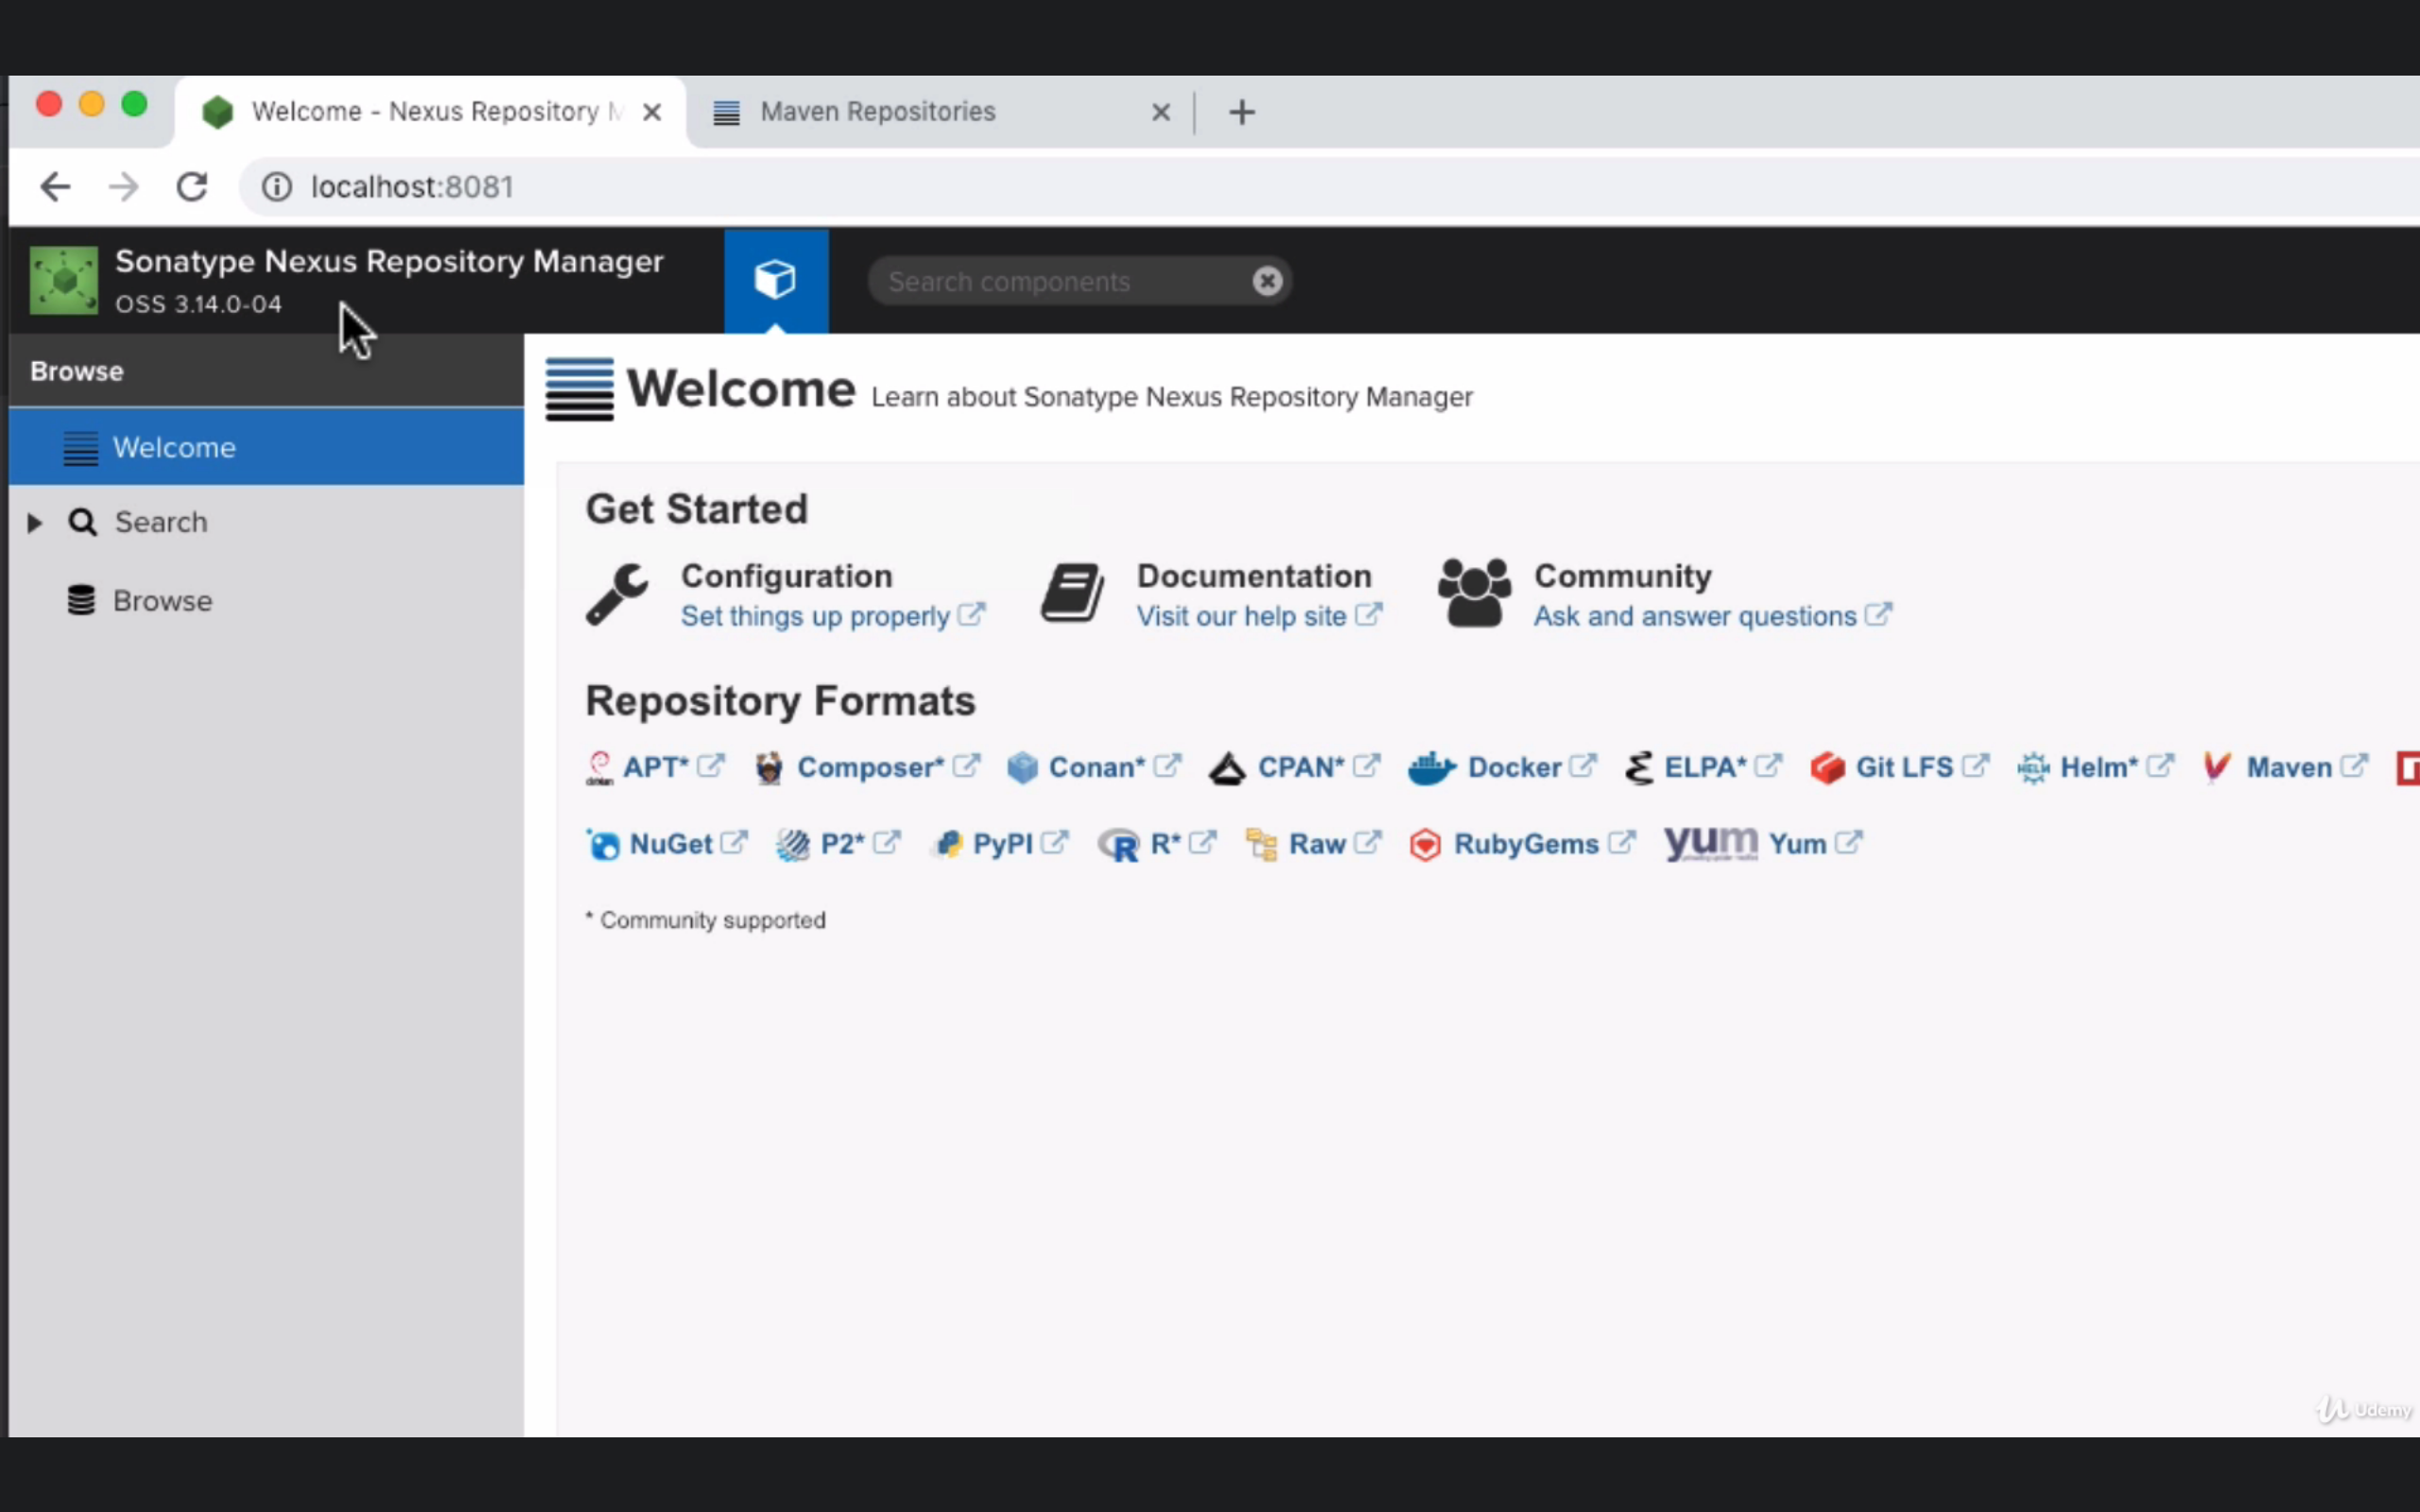 Welcome - Nexus Repository M
Maven Repositories
localhost:8081
Sonatype Nexus Repository Manager
OSS 3.14.0-04
Search components
Browse
Welcome
Search
Browse
Welcome Learn about Sonatype Nexus Repository Manager
Get Started
Configuration Documentation Community
Set things up properly Visit our help site Ask and answer questions
Repository Formats
APT* Composer* Conan* CPAN* Docker ELPA* Git LFS Helm* Maven
NuGet P2* PyPI R* Raw RubyGems yum Yum
* Community supported
Udemy